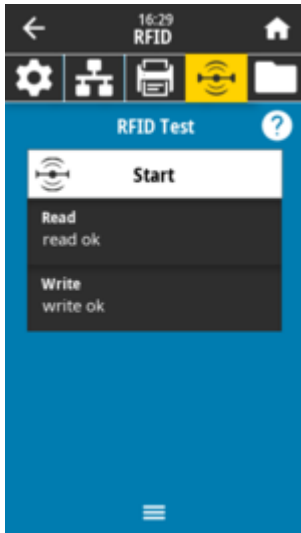 16:29
RFID
RFID Test
?
Start
Read
read ok
Write
write ok